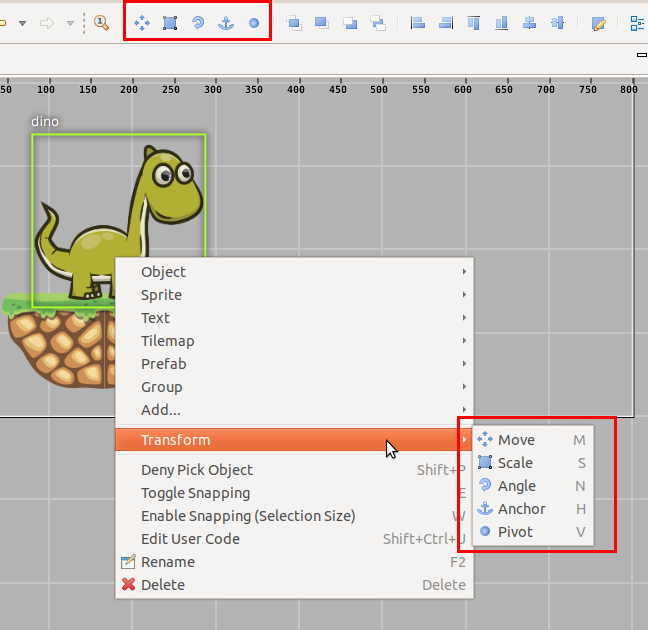 1
50 100 150 200 250 300 350 400 450 500 550 600 650 700 750 800
dino
Object
Sprite
Text
Tilemap
Prefab
Group
Add...
Transform
Move M
Scale S
Angle N
Anchor H
Pivot V
Deny Pick Object Shift+P
Toggle Snapping E
Enable Snapping (Selection Size) W
Edit User Code Shift+Ctrl+U
Rename F2
Delete Delete